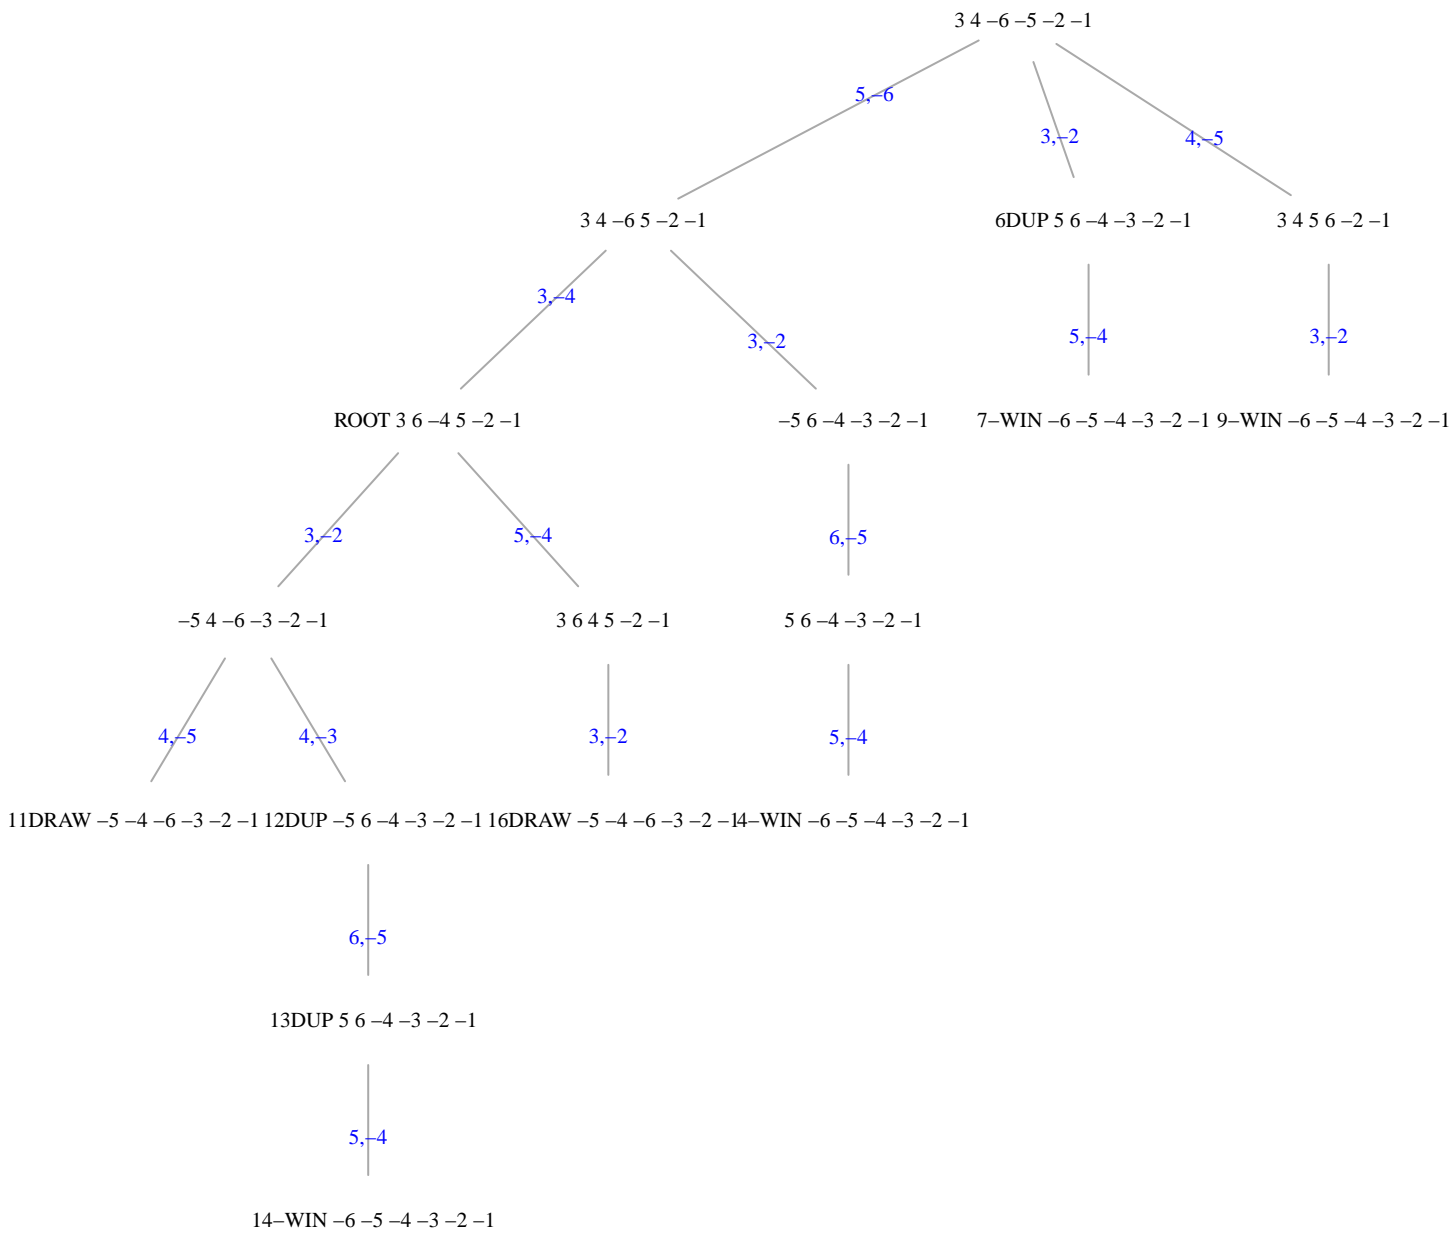 3 4 –6 –5 –2 –1
5,–6
3,–2
4,–5
3 4 –6 5 –2 –1
6DUP 5 6 –4 –3 –2 –1
3 4 5 6 –2 –1
3,–4
3,–2
5,–4
3,–2
ROOT 3 6 –4 5 –2 –1
–5 6 –4 –3 –2 –1
7–WIN –6 –5 –4 –3 –2 –1
9–WIN –6 –5 –4 –3 –2 –1
3,–2
5,–4
6,–5
–5 4 –6 –3 –2 –1
3 6 4 5 –2 –1
5 6 –4 –3 –2 –1
4,–5
4,–3
3,–2
5,–4
11DRAW –5 –4 –6 –3 –2 –1
12DUP –5 6 –4 –3 –2 –1
16DRAW –5 –4 –6 –3 –2 –1
4–WIN –6 –5 –4 –3 –2 –1
6,–5
13DUP 5 6 –4 –3 –2 –1
5,–4
14–WIN –6 –5 –4 –3 –2 –1